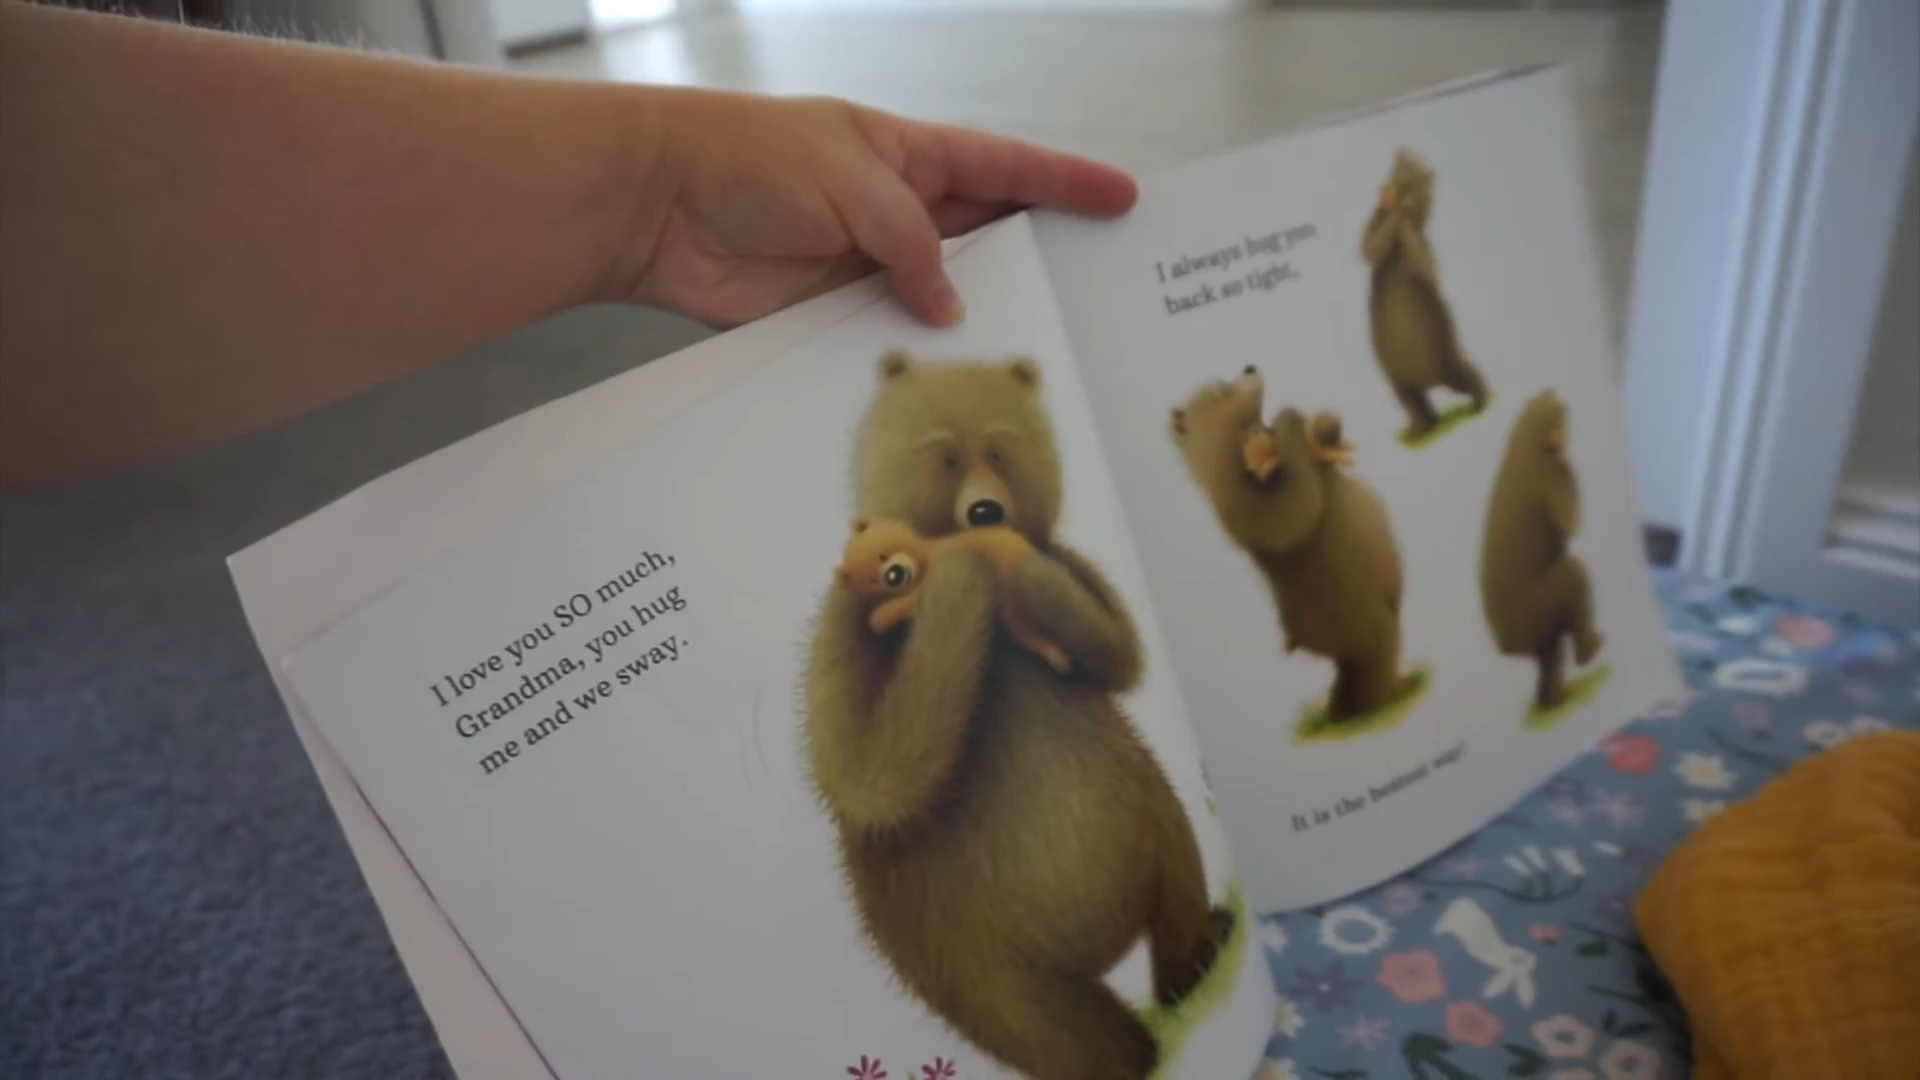 I love you SO much,
Grandma, you hug
me and we sway.
I always hug you
back so tight,
It is the bestest way!